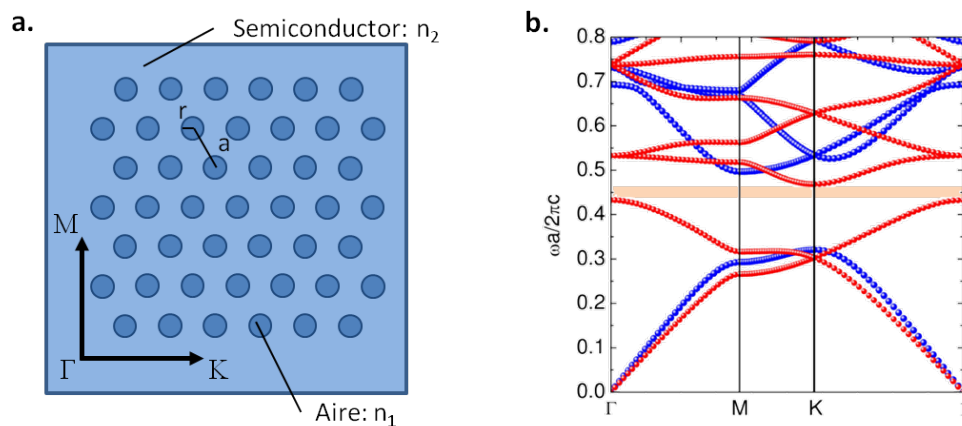 a.
Semiconductor: n2
r
a
M
Γ
K
Aire: n1
b.
ωa/2πc
0.8
0.7
0.6
0.5
0.4
0.3
0.2
0.1
0.0
Γ M K Γ